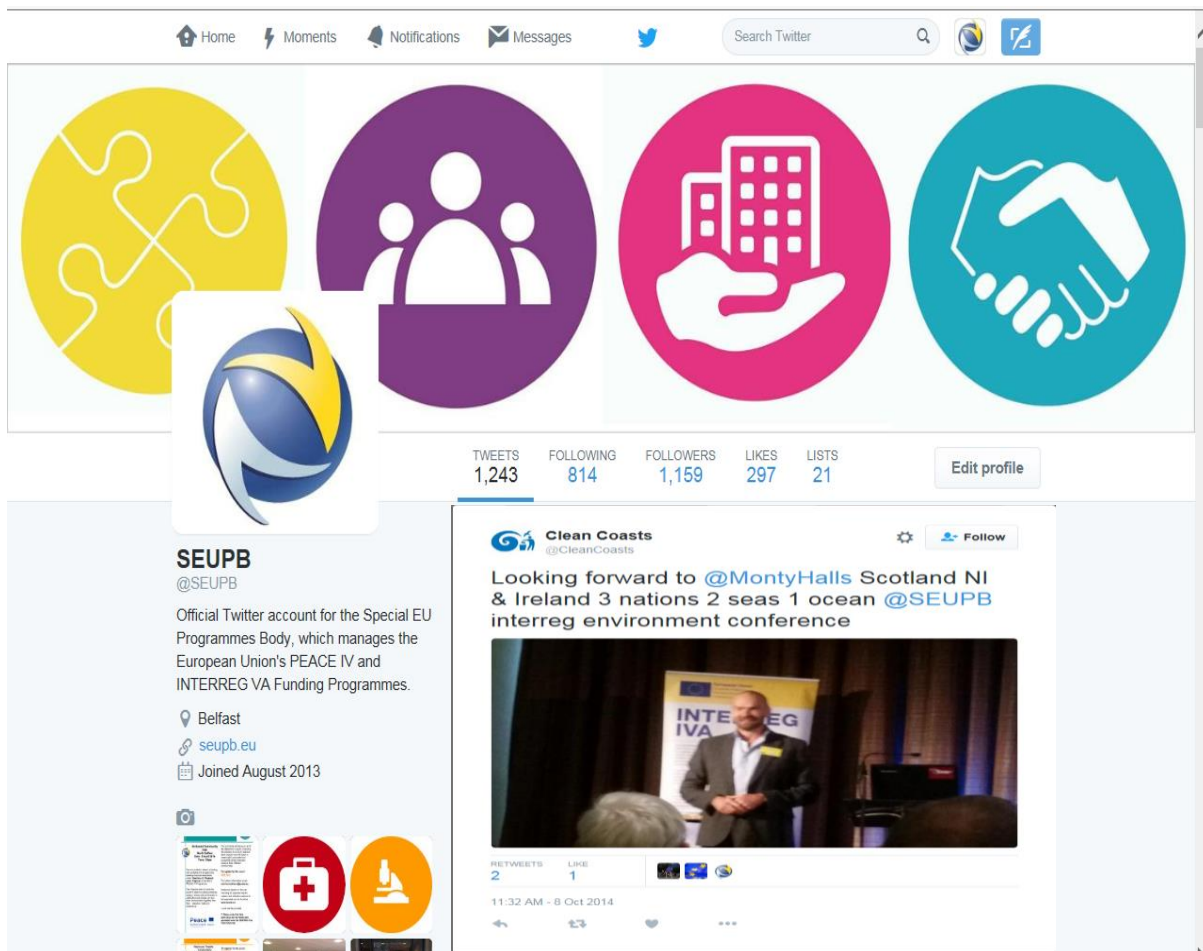 Home Moments Notifications Messages Search Twitter
TWEETS FOLLOWING FOLLOWERS LIKES LISTS
1,243 814 1,159 297 21
Edit profile
SEUPB
@SEUPB
Official Twitter account for the Special EU
Programmes Body, which manages the
European Union's PEACE IV and
INTERREG VA Funding Programmes.
Belfast
seupb.eu
Joined August 2013
Peace
Clean Coasts
@CleanCoasts
Follow
Looking forward to @MontyHalls Scotland NI
& Ireland 3 nations 2 seas 1 ocean @SEUPB
interreg environment conference
INTERREG
IVA
RETWEETS LIKE
2 1
11:32 AM - 8 Oct 2014